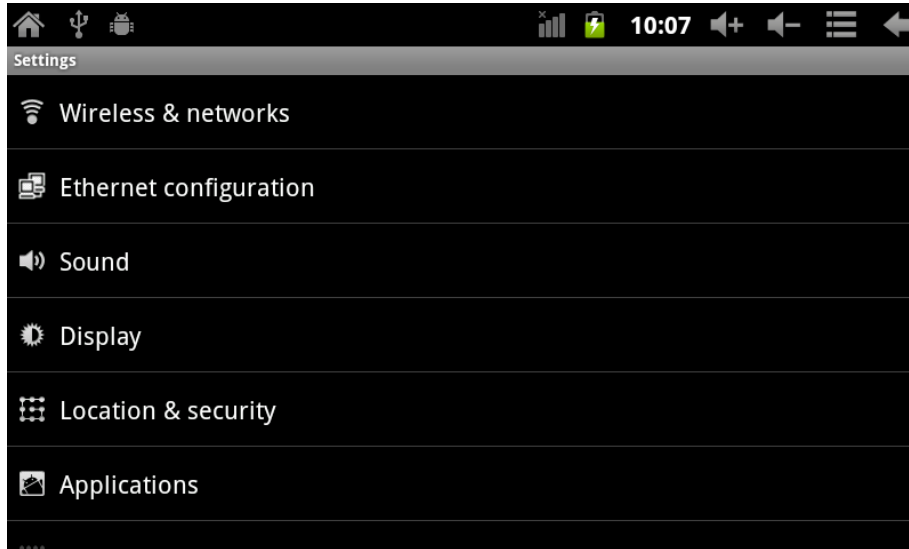 10:07
Settings
Wireless & networks
Ethernet configuration
Sound
Display
Location & security
Applications